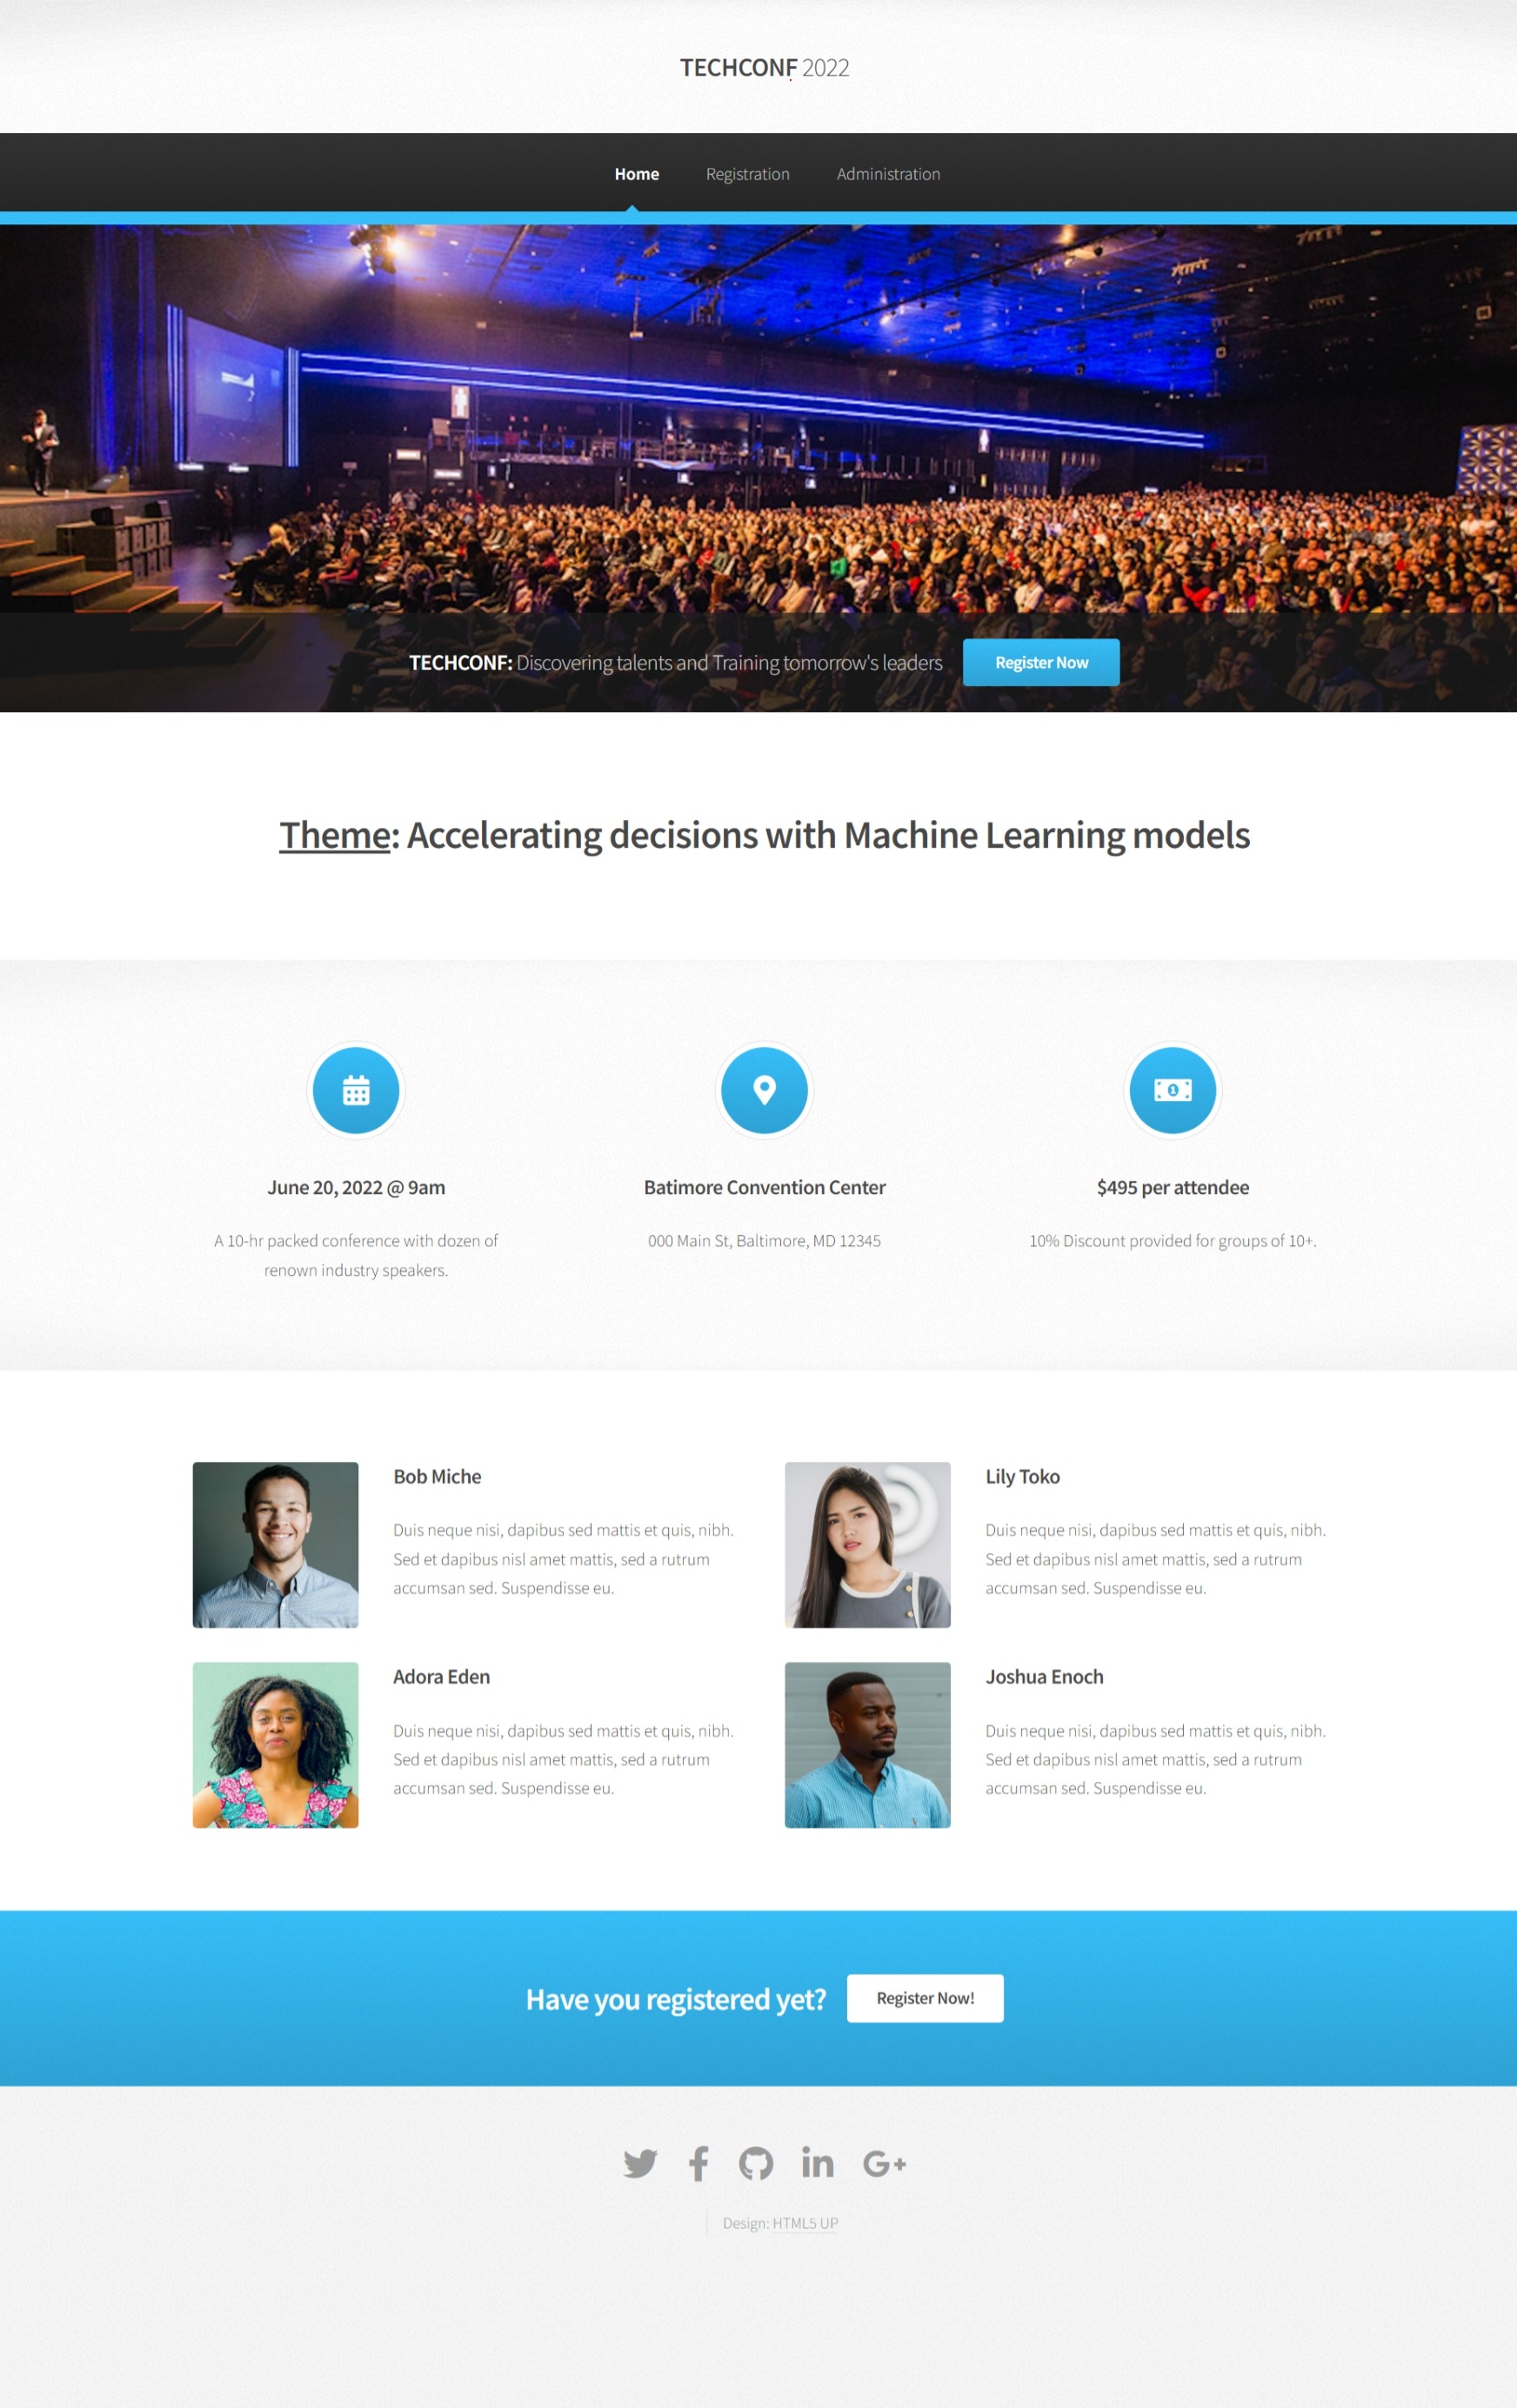 TECHCONF 2022
Home Registration Administration
TECHCONF: Discovering talents and Training tomorrow's leaders Register Now
Theme: Accelerating decisions with Machine Learning models
June 20, 2022 @ 9am
A 10-hr packed conference with dozen of
renown industry speakers.
Batimore Convention Center
000 Main St, Baltimore, MD 12345
$495 per attendee
10% Discount provided for groups of 10+.
Bob Miche
Duis neque nisi, dapibus sed mattis et quis, nibh.
Sed et dapibus nisl amet mattis, sed a rutrum
accumsan sed. Suspendisse eu.
Lily Toko
Duis neque nisi, dapibus sed mattis et quis, nibh.
Sed et dapibus nisl amet mattis, sed a rutrum
accumsan sed. Suspendisse eu.
Adora Eden
Duis neque nisi, dapibus sed mattis et quis, nibh.
Sed et dapibus nisl amet mattis, sed a rutrum
accumsan sed. Suspendisse eu.
Joshua Enoch
Duis neque nisi, dapibus sed mattis et quis, nibh.
Sed et dapibus nisl amet mattis, sed a rutrum
accumsan sed. Suspendisse eu.
Have you registered yet? Register Now!
Design: HTML5 UP